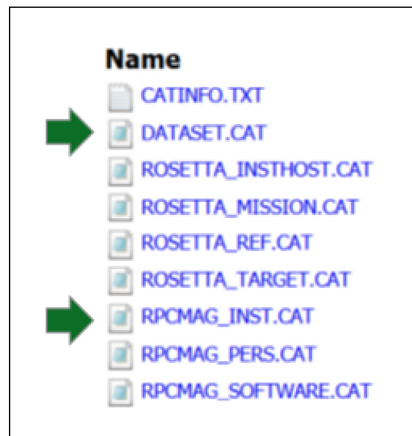 Name
CATINFO.TXT
DATASET.CAT
ROSETTA_INSTHOST.CAT
ROSETTA_MISSION.CAT
ROSETTA_REF.CAT
ROSETTA_TARGET.CAT
RPCMAG_INST.CAT
RPCMAG_PERS.CAT
RPCMAG_SOFTWARE.CAT